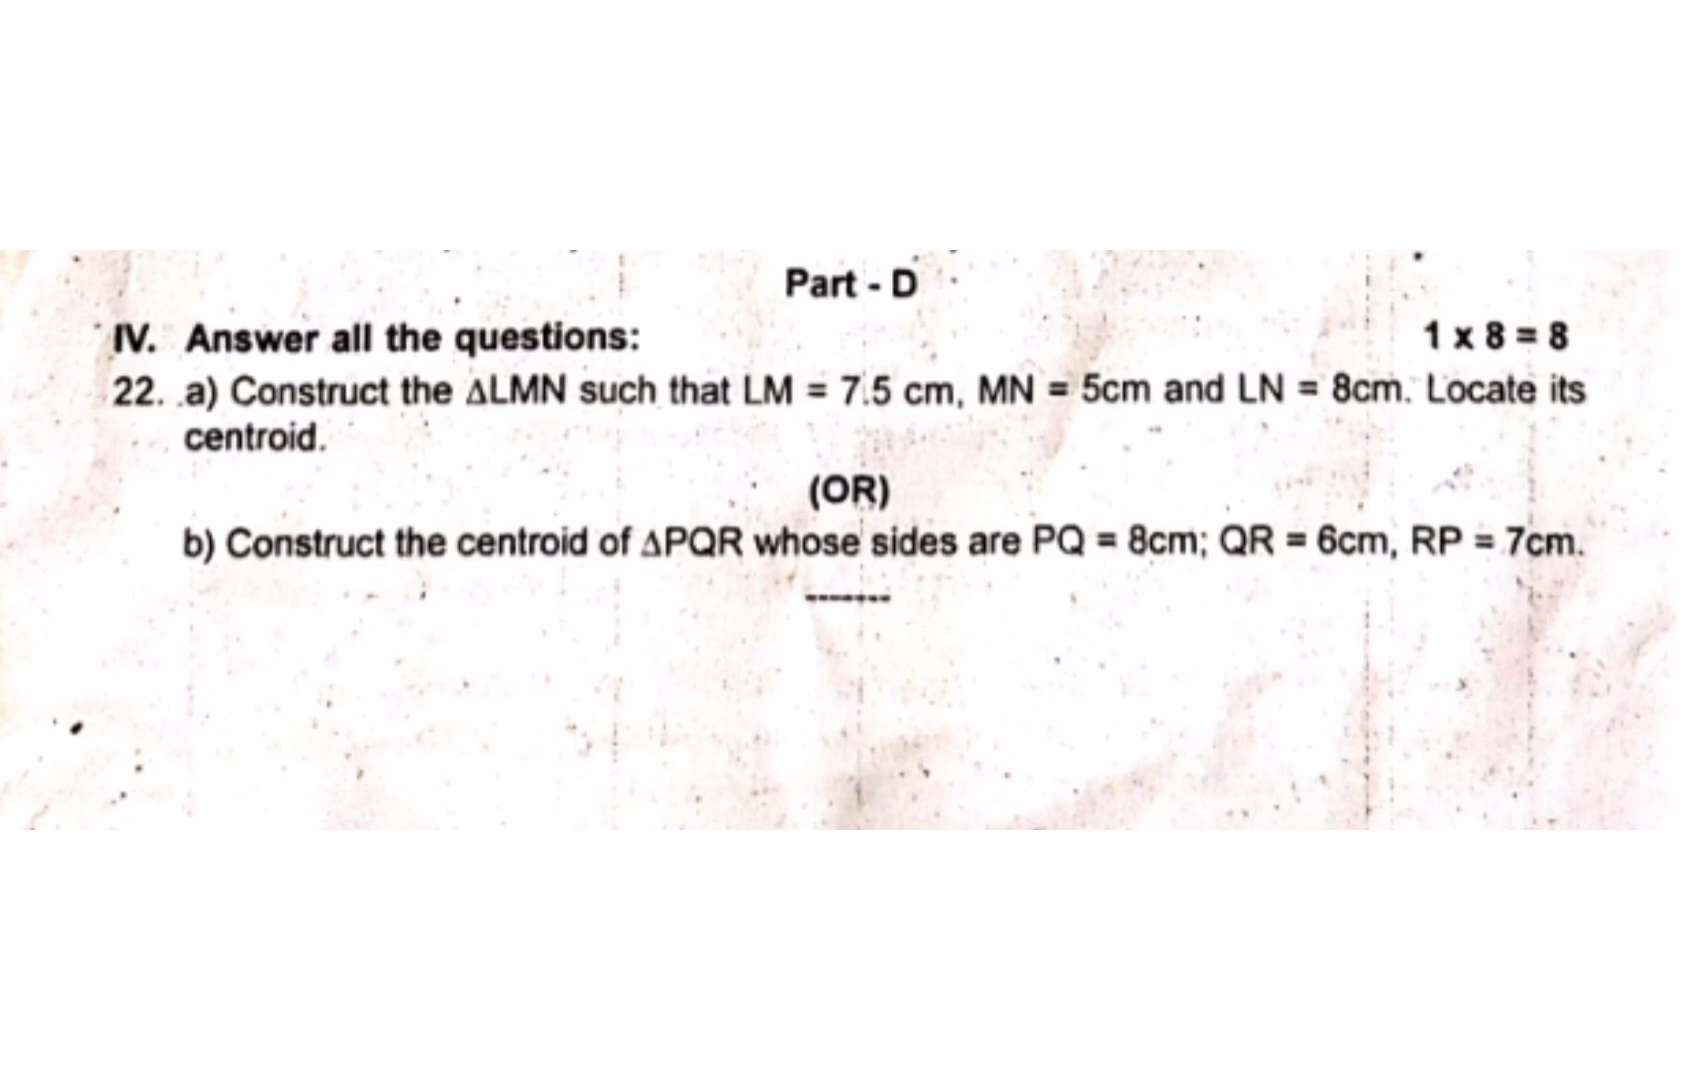 Part - D
IV. Answer all the questions: 1 x 8 = 8
22. a) Construct the ΔLMN such that LM = 7.5 cm, MN = 5cm and LN = 8cm. Locate its
centroid.
(OR)
b) Construct the centroid of ΔPQR whose sides are PQ = 8cm; QR = 6cm, RP = 7cm.
-------